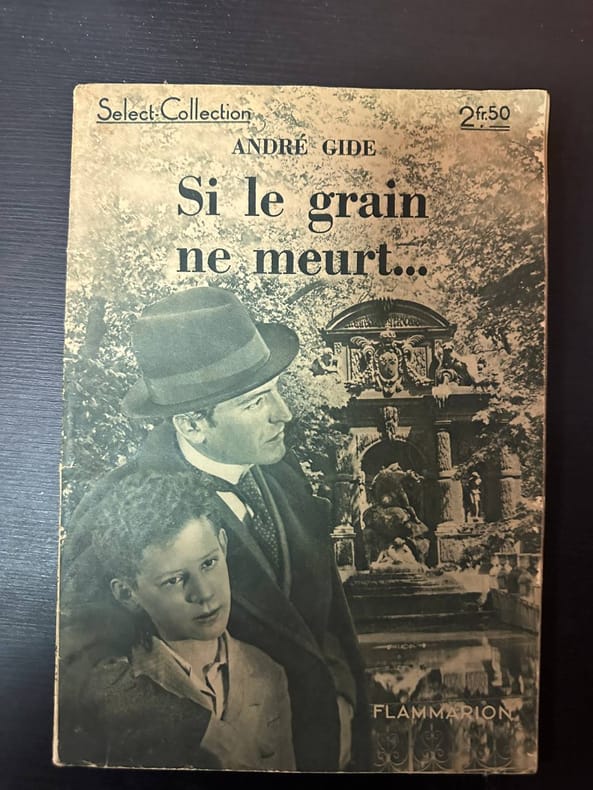 Select-Collection
2fr.50
ANDRÉ GIDE
Si le grain
ne meurt...
FLAMMARION